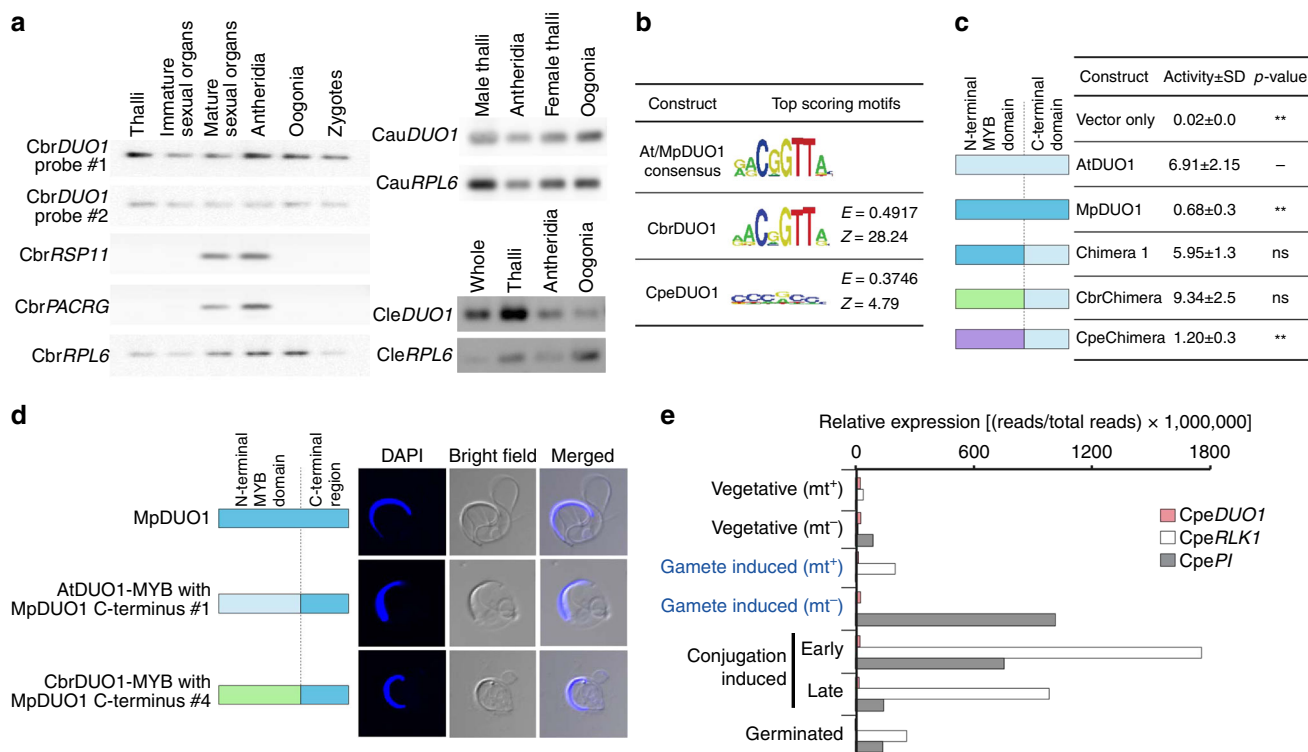 a
Thalli
Immature
sexual organs
Mature
sexual organs
Antheridia
Oogonia
Zygotes
CbrDUO1
probe #1
CbrDUO1
probe #2
CbrRSP11
CbrPACRG
CbrRPL6
Male thalli
Antheridia
Female thalli
Oogonia
CauDUO1
CauRPL6
Whole
Thalli
Antheridia
Oogonia
CleDUO1
CleRPL6
b
Construct Top scoring motifs
At/MpDUO1
consensus
CbrDUO1
E = 0.4917
Z = 28.24
CpeDUO1
E = 0.3746
Z = 4.79
c
N-terminal
MYB
domain
C-terminal
domain
Construct Activity±SD p-value
Vector only 0.02±0.0 **
AtDUO1 6.91±2.15 –
MpDUO1 0.68±0.3 **
Chimera 1 5.95±1.3 ns
CbrChimera 9.34±2.5 ns
CpeChimera 1.20±0.3 **
d
N-terminal
MYB
domain
C-terminal
region
DAPI Bright field Merged
MpDUO1
AtDUO1-MYB with
MpDUO1 C-terminus #1
CbrDUO1-MYB with
MpDUO1 C-terminus #4
e
Relative expression [(reads/total reads) × 1,000,000]
0 600 1200 1800
Vegetative (mt+)
Vegetative (mt−)
Gamete induced (mt+)
Gamete induced (mt−)
Conjugation
induced
Early
Late
Germinated
CpeDUO1
CpeRLK1
CpePI